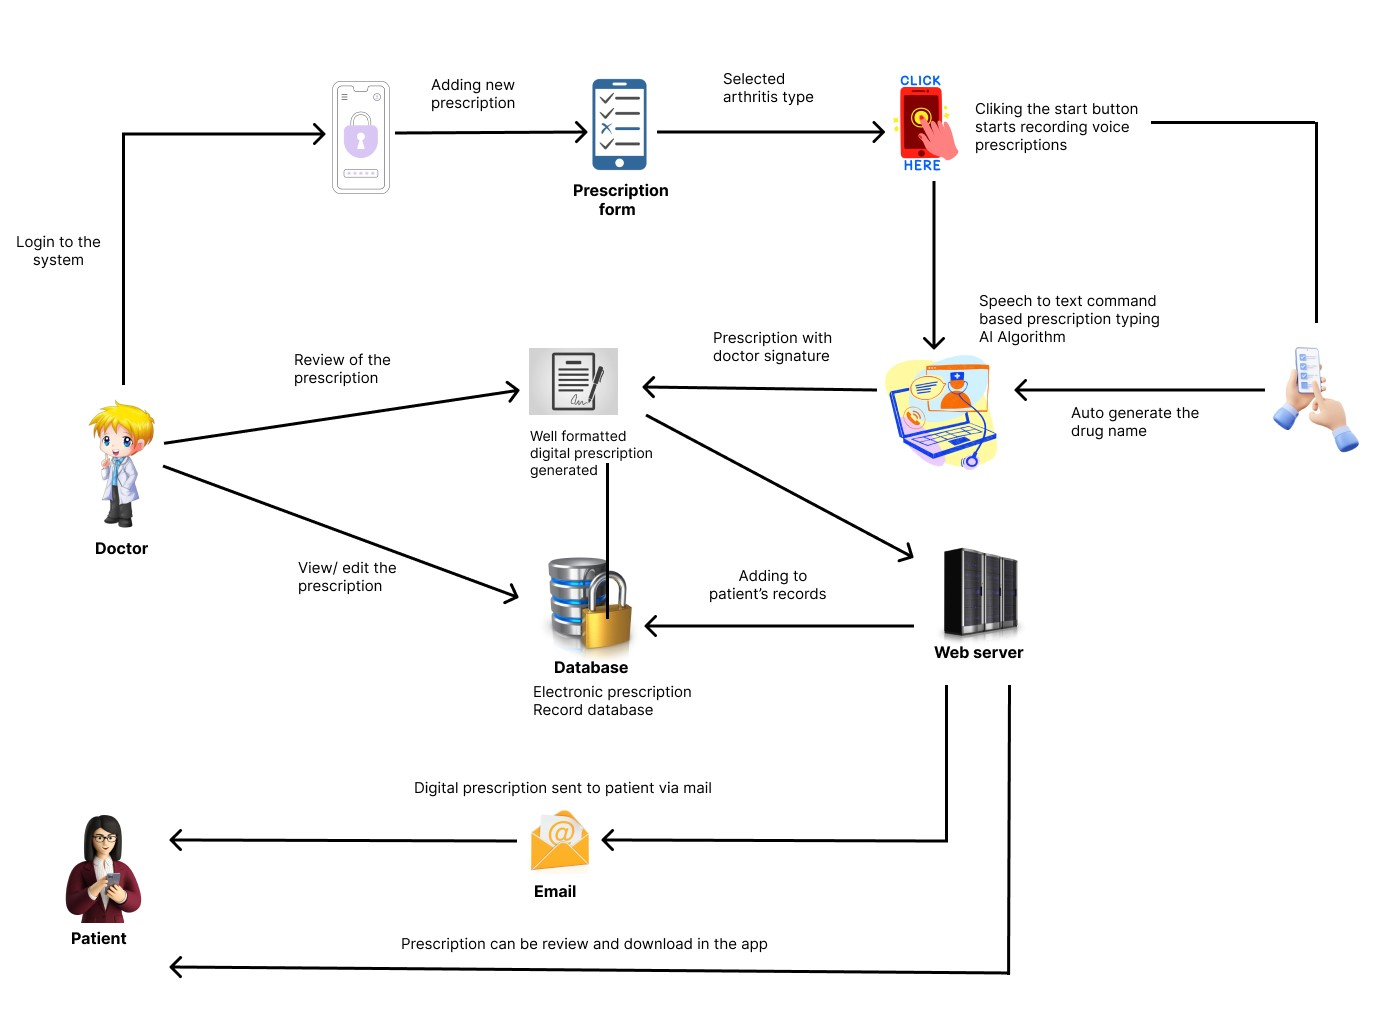 Adding new
prescription
Selected
arthritis type
CLICK
HERE
Cliking the start button
starts recording voice
prescriptions
Prescription
form
Login to the
system
Speech to text command
based prescription typing
AI Algorithm
Prescription with
doctor signature
Review of the
prescription
Auto generate the
drug name
Well formatted
digital prescription
generated
Doctor
View/ edit the
prescription
Adding to
patient’s records
Web server
Database
Electronic prescription
Record database
Digital prescription sent to patient via mail
@
Email
Patient
Prescription can be review and download in the app